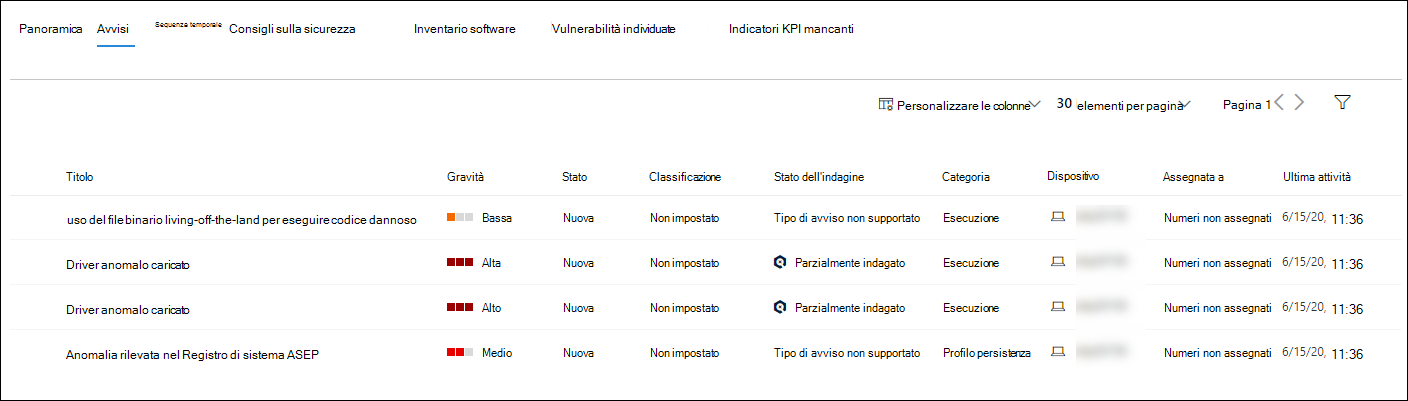 Panoramica Avvisi Sequenza temporale Consigli sulla sicurezza Inventario software Vulnerabilità individuate Indicatori KPI mancanti
Personalizzare le colonne 30 elementi per pagina Pagina 1
Titolo Gravità Stato Classificazione Stato dell'indagine Categoria Dispositivo Assegnata a Ultima attività
uso del file binario living-off-the-land per eseguire codice dannoso Bassa Nuova Non impostato Tipo di avviso non supportato Esecuzione Numeri non assegnati 6/15/20, 11:36
Driver anomalo caricato Alta Nuova Non impostato Parzialmente indagato Esecuzione Numeri non assegnati 6/15/20, 11:36
Driver anomalo caricato Alto Nuova Non impostato Parzialmente indagato Esecuzione Numeri non assegnati 6/15/20, 11:36
Anomalia rilevata nel Registro di sistema ASEP Medio Nuova Non impostato Tipo di avviso non supportato Profilo persistenza Numeri non assegnati 6/15/20, 11:36